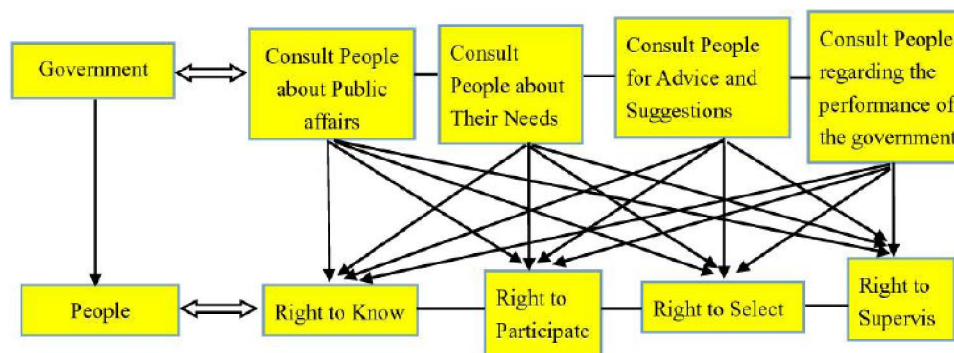 Government
Consult People
about Public
affairs
Consult
People about
Their Needs
Consult People
for Advice and
Suggestions
Consult People
regarding the
performance of
the government
People
Right to Know
Right to
Participate
Right to Select
Right to
Supervis